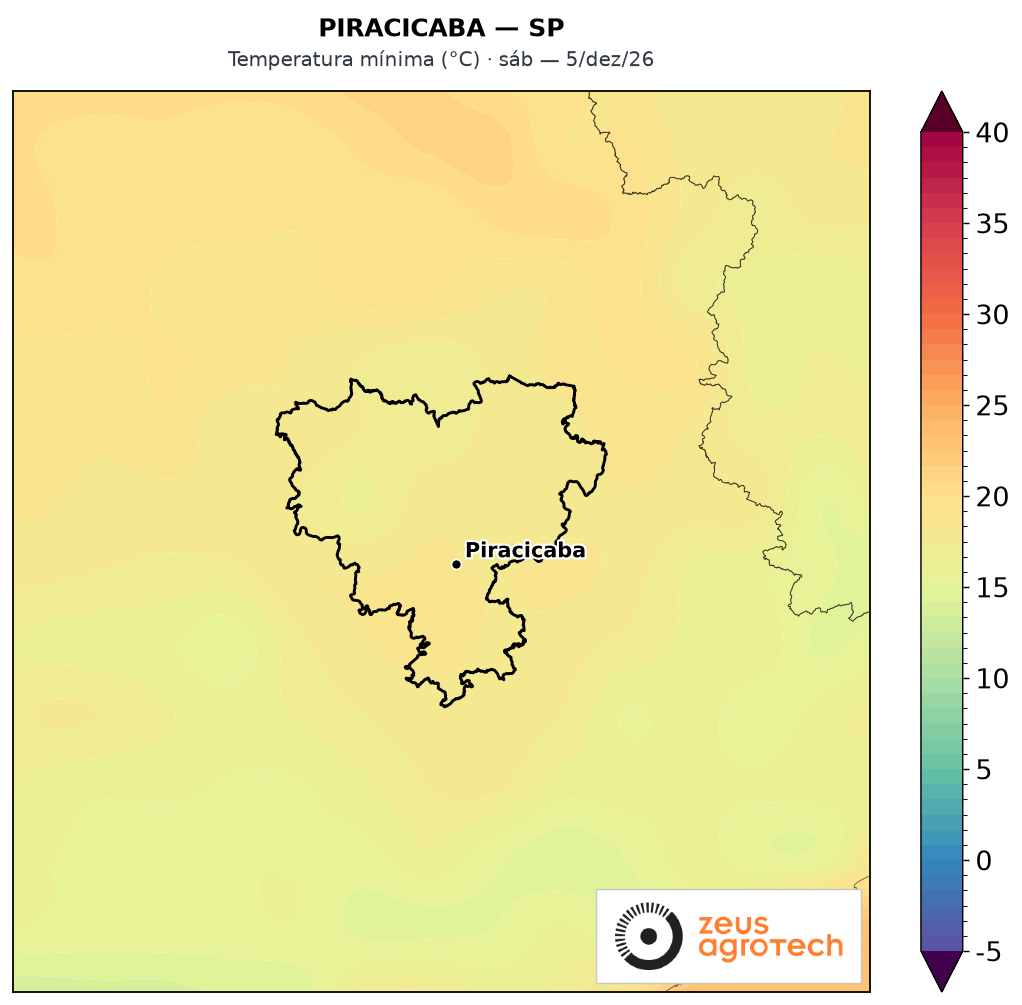 PIRACICABA — SP
Temperatura mínima (°C) · sáb — 5/dez/26
40
35
30
25
20
15
10
5
0
-5
Piracicaba
zeus
agrotech